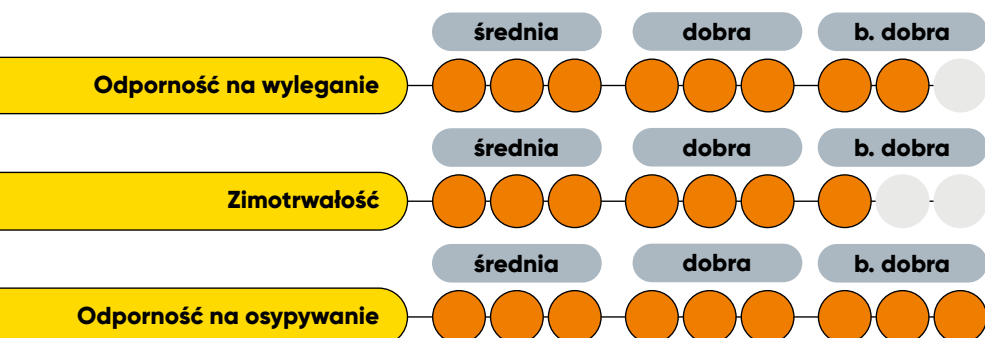 średnia dobra b. dobra
Odporność na wyleganie
średnia dobra b. dobra
Zimotrwałość
średnia dobra b. dobra
Odporność na osypywanie